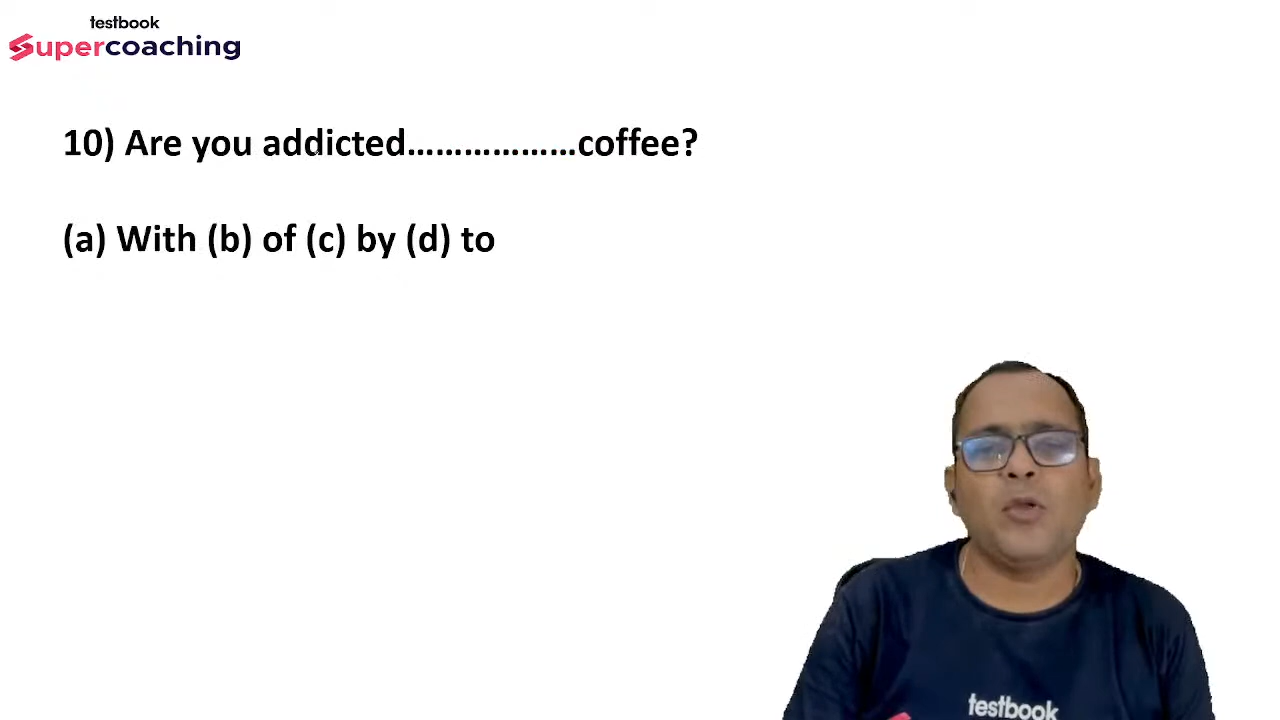 testbook
Supercoaching
10) Are you addicted………………coffee?
(a) With (b) of (c) by (d) to
testbook